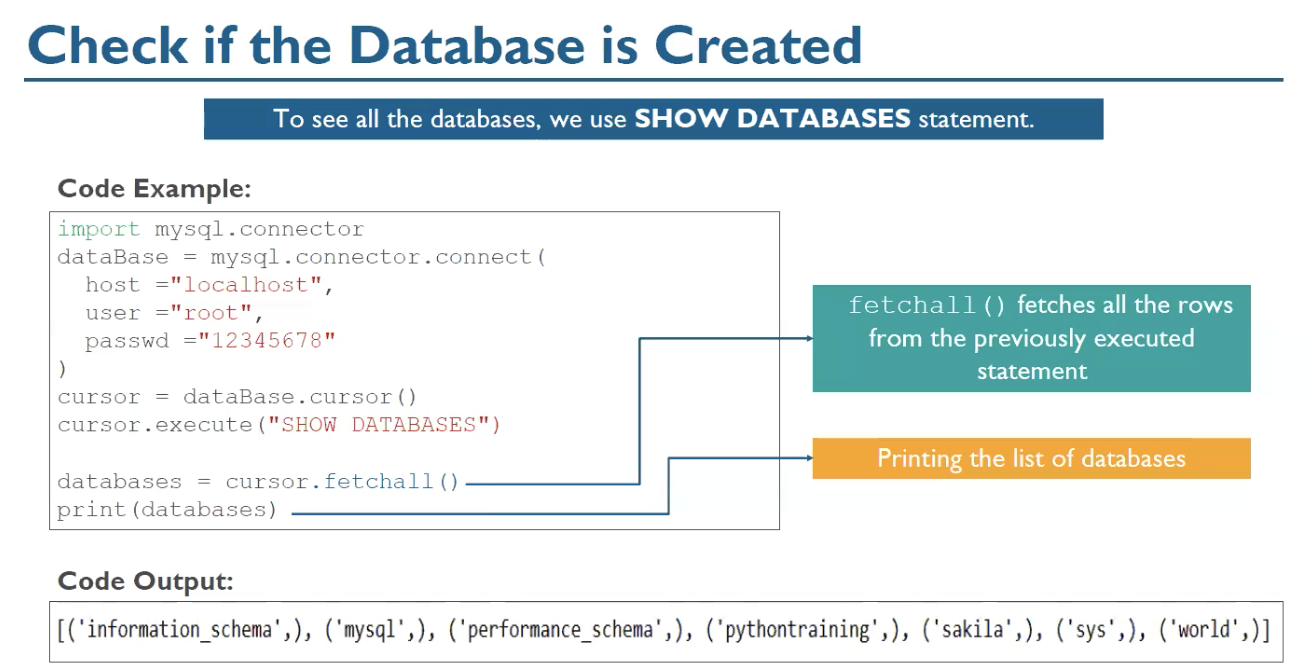 Check if the Database is Created
To see all the databases, we use SHOW DATABASES statement.
Code Example:
import mysql.connector
dataBase = mysql.connector.connect(
  host ="localhost",
  user ="root",
  passwd ="12345678"
)
cursor = dataBase.cursor()
cursor.execute("SHOW DATABASES")
databases = cursor.fetchall()
print(databases)
fetchall() fetches all the rows
from the previously executed
statement
Printing the list of databases
Code Output:
[('information_schema',), ('mysql',), ('performance_schema',), ('pythontraining',), ('sakila',), ('sys',), ('world',)]